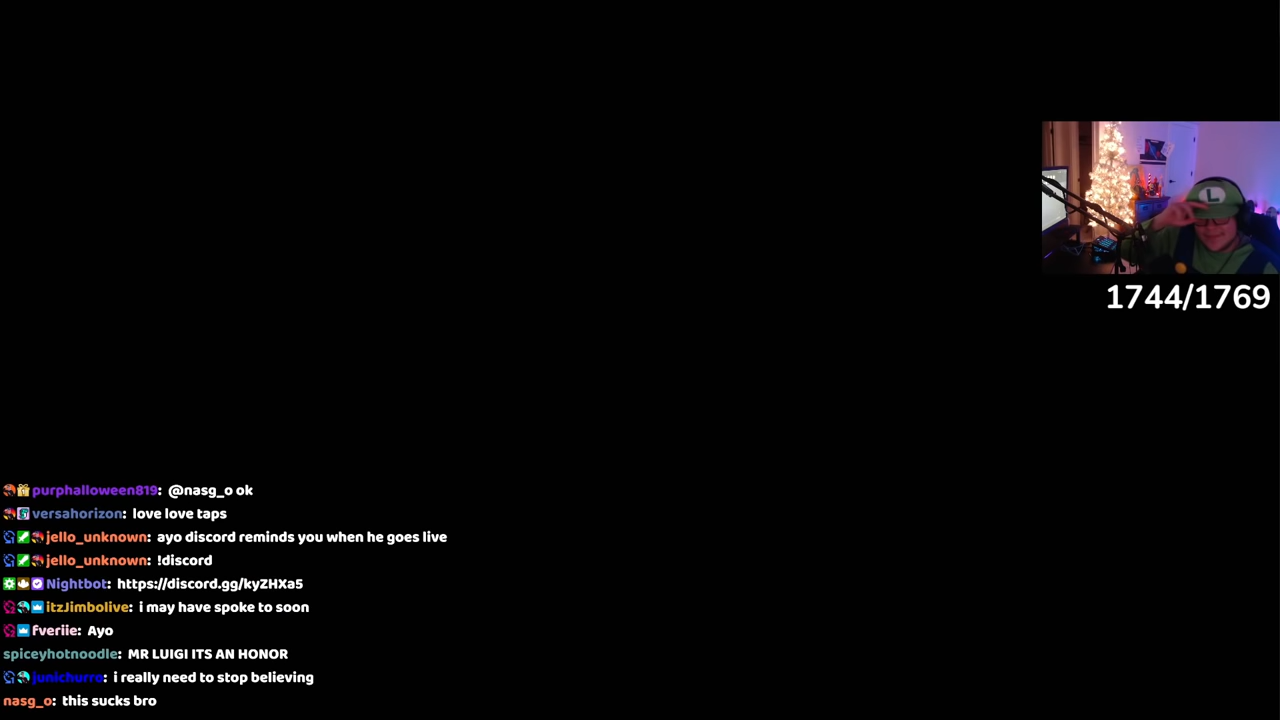 L
1744/1769
purphalloween819: @nasg_o ok
versahorizon: love love taps
jello_unknown: ayo discord reminds you when he goes live
jello_unknown: !discord
Nightbot: https://discord.gg/kyZHXa5
itzJimbolive: i may have spoke to soon
fveriie: Ayo
spiceyhotnoodle: MR LUIGI ITS AN HONOR
junichurro: i really need to stop believing
nasg_o: this sucks bro